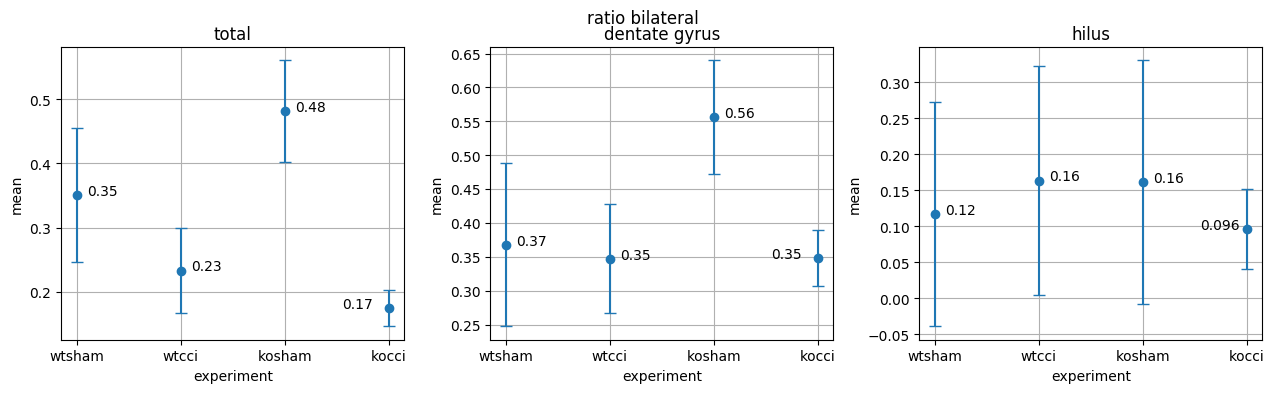 ratio bilateral
total
0.5
0.4
0.3
0.2
mean
0.35
0.23
0.48
0.17
wtsham wtcci kosham kocci
experiment
dentate gyrus
0.65
0.60
0.55
0.50
0.45
0.40
0.35
0.30
0.25
mean
0.37
0.35
0.56
0.35
wtsham wtcci kosham kocci
experiment
hilus
0.30
0.25
0.20
0.15
0.10
0.05
0.00
−0.05
mean
0.12
0.16
0.16
0.096
wtsham wtcci kosham kocci
experiment